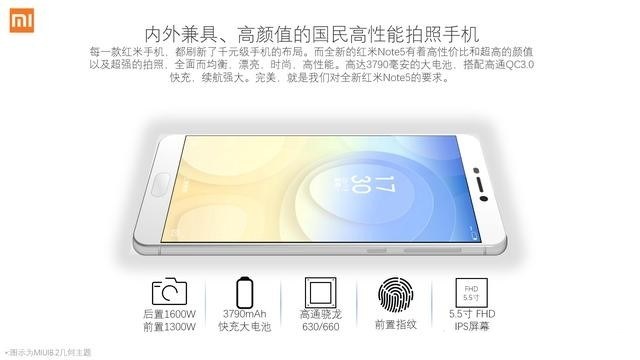 mi
内外兼具、高颜值的国民高性能拍照手机
每一款红米手机，都刷新了千元级手机的布局。而全新的红米Note5有着高性价比和超高的颜值
以及超强的拍照，全面而均衡，漂亮，时尚，高性能。高达3790毫安的大电池，搭配高通QC3.0
快充，续航强大。完美，就是我们对全新红米Note5的要求。
17
30
FHD
5.5寸
后置1600W
前置1300W
3790mAh
快充大电池
高通骁龙
630/660
前置指纹
5.5寸 FHD
IPS屏幕
*:图示为MIUI8.2几何主题